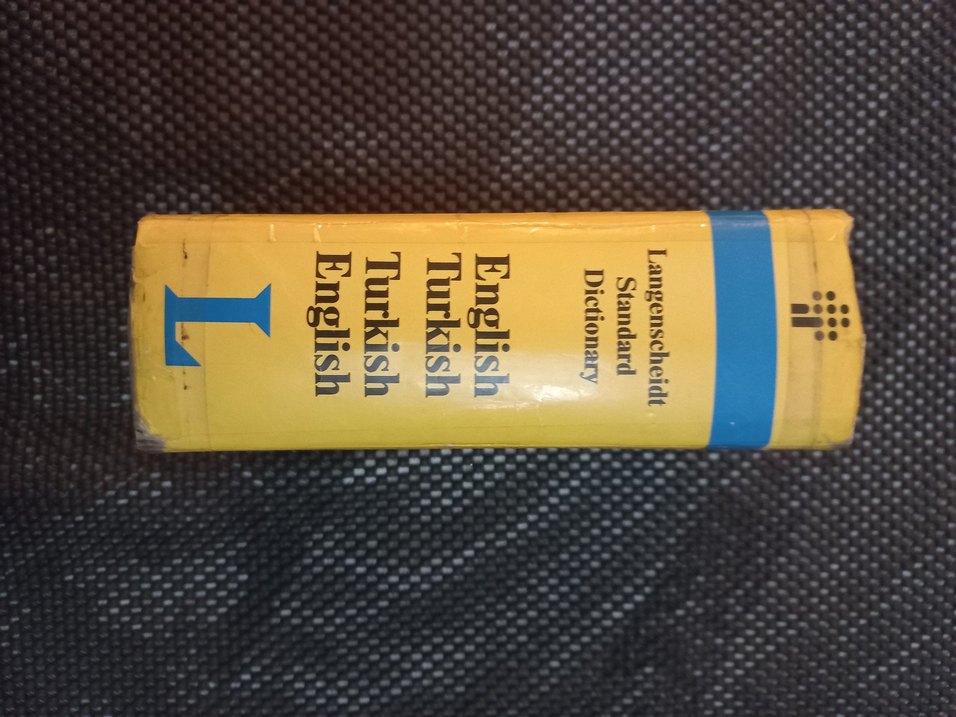 Langenscheidt
Standard
Dictionary
English
Turkish
Turkish
English
L